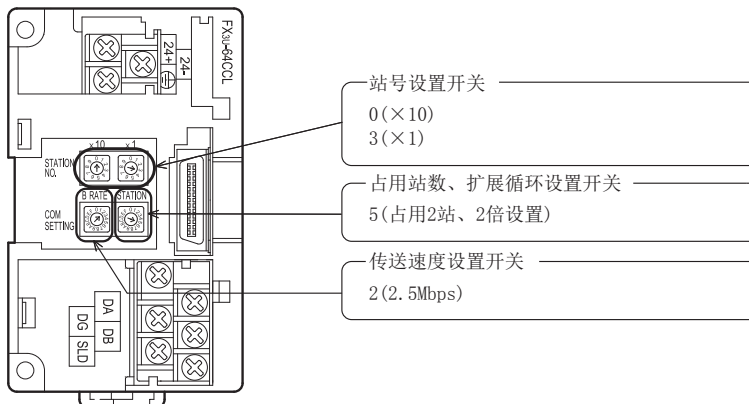 FX3U-64CCL
24+
24-
×10
×1
STATION
NO.
B RATE
STATION
COM
SETTING
DA
DG
DB
SLD
站号设置开关
0(×10)
3(×1)
占用站数、扩展循环设置开关
5(占用2站、2倍设置)
传送速度设置开关
2(2.5Mbps)